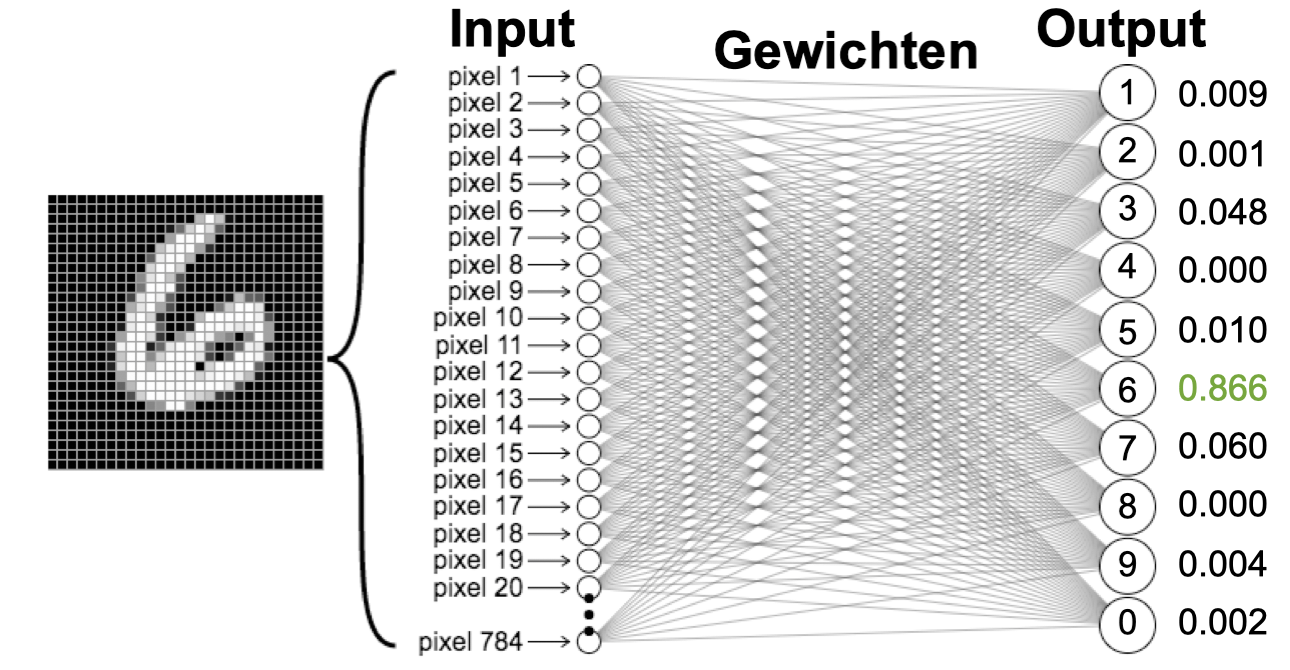 Input
Gewichten
Output
pixel 1
pixel 2
pixel 3
pixel 4
pixel 5
pixel 6
pixel 7
pixel 8
pixel 9
pixel 10
pixel 11
pixel 12
pixel 13
pixel 14
pixel 15
pixel 16
pixel 17
pixel 18
pixel 19
pixel 20
pixel 784
1 0.009
2 0.001
3 0.048
4 0.000
5 0.010
6 0.866
7 0.060
8 0.000
9 0.004
0 0.002